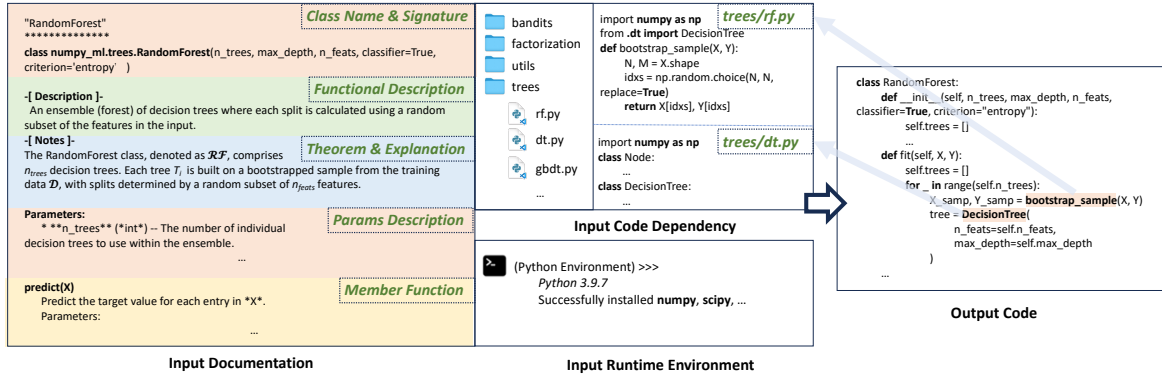 "RandomForest"
**************
Class Name & Signature
class numpy_ml.trees.RandomForest(n_trees, max_depth, n_feats, classifier=True,
criterion='entropy' )
Functional Description
-[ Description ]-
An ensemble (forest) of decision trees where each split is calculated using a random
subset of the features in the input.
-[ Notes ]-
Theorem & Explanation
The RandomForest class, denoted as 𝓡𝓕, comprises
n_trees decision trees. Each tree T_i is built on a bootstrapped sample from the training
data 𝓓, with splits determined by a random subset of n_feats features.
Parameters:
Params Description
* **n_trees** (*int*) -- The number of individual
decision trees to use within the ensemble.
...
predict(X)
Member Function
Predict the target value for each entry in *X*.
Parameters:
...
Input Documentation
bandits
factorization
utils
trees
rf.py
dt.py
gbdt.py
...
import numpy as np
trees/rf.py
from .dt import DecisionTree
def bootstrap_sample(X, Y):
N, M = X.shape
idxs = np.random.choice(N, N,
replace=True)
return X[idxs], Y[idxs]
import numpy as np
trees/dt.py
class Node:
...
class DecisionTree:
...
Input Code Dependency
(Python Environment) >>>
Python 3.9.7
Successfully installed numpy, scipy, ...
Input Runtime Environment
class RandomForest:
def __init__(self, n_trees, max_depth, n_feats,
classifier=True, criterion="entropy"):
self.trees = []
...
def fit(self, X, Y):
self.trees = []
for _ in range(self.n_trees):
X_samp, Y_samp = bootstrap_sample(X, Y)
tree = DecisionTree(
n_feats=self.n_feats,
max_depth=self.max_depth
)
...
Output Code